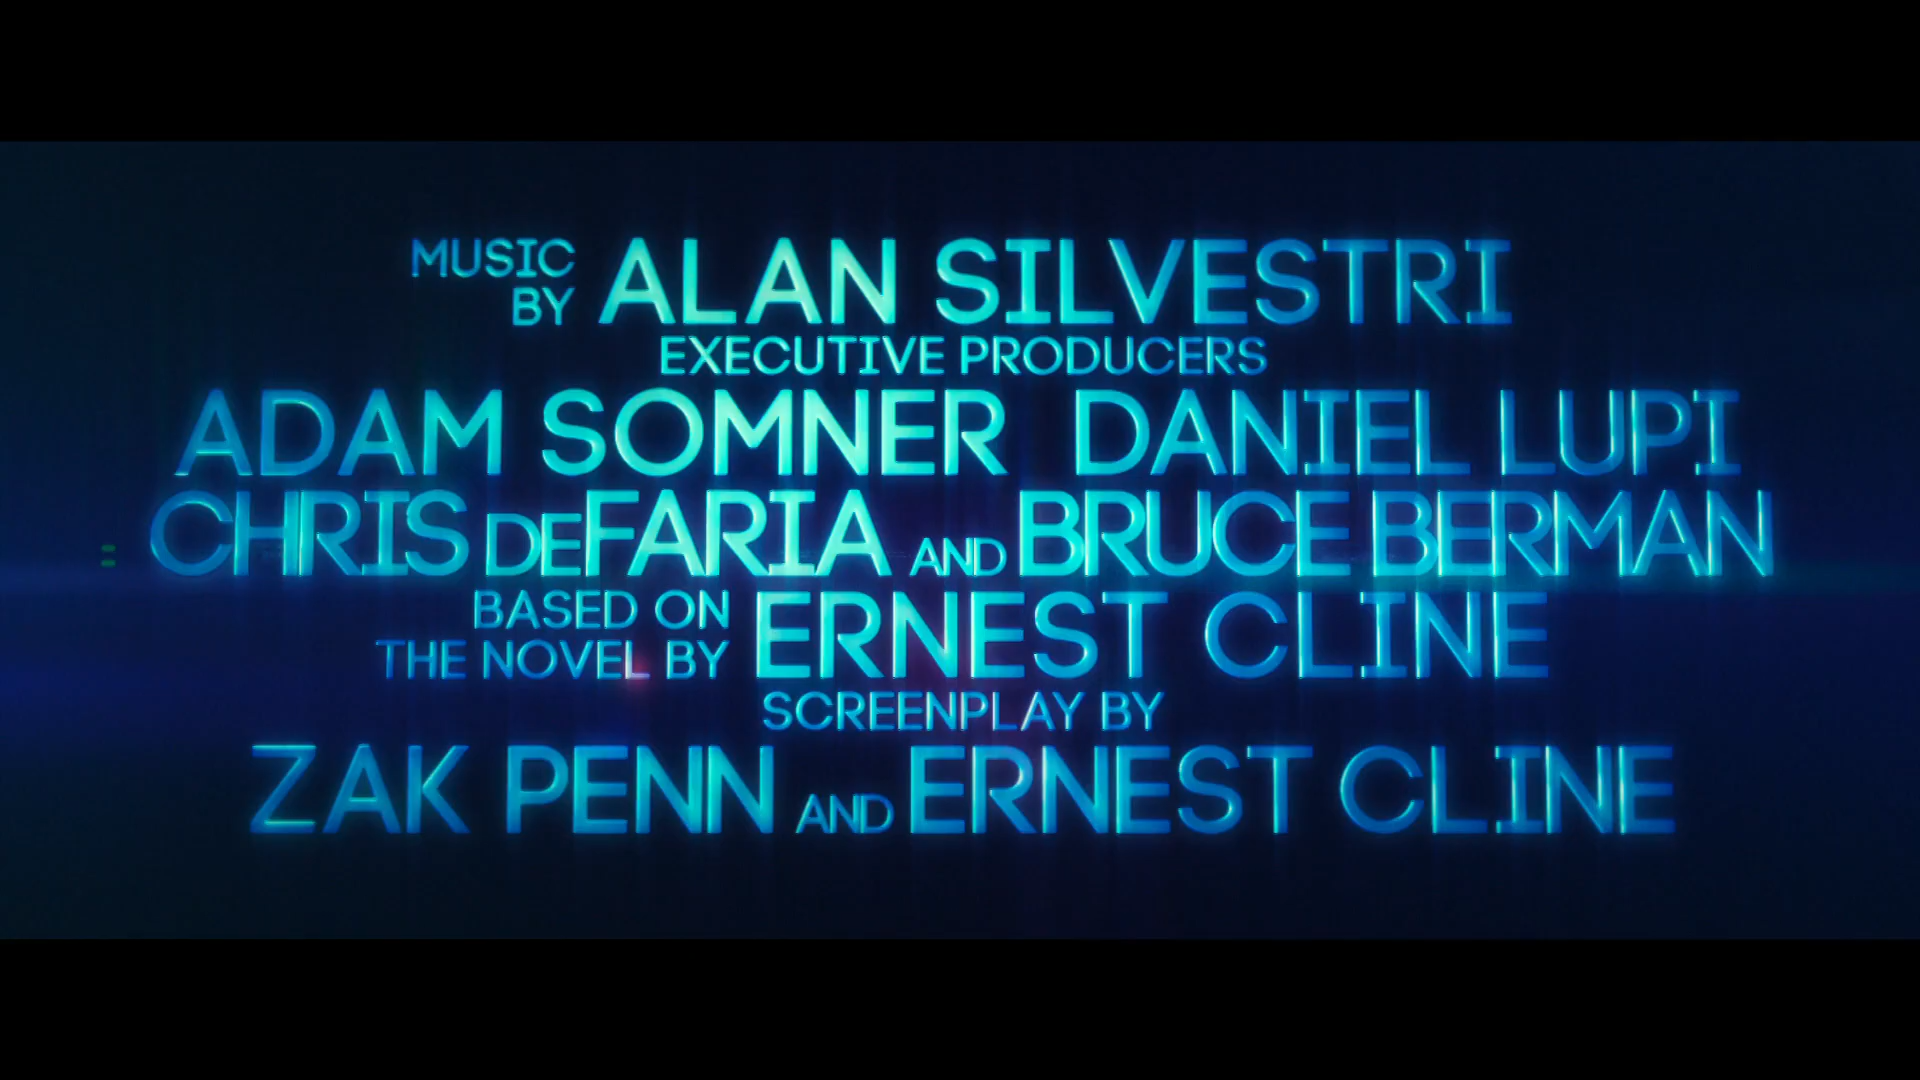 MUSIC BY ALAN SILVESTRI
EXECUTIVE PRODUCERS
ADAM SOMNER DANIEL LUPI
CHRIS DEFARIA AND BRUCE BERMAN
BASED ON THE NOVEL BY ERNEST CLINE
SCREENPLAY BY
ZAK PENN AND ERNEST CLINE